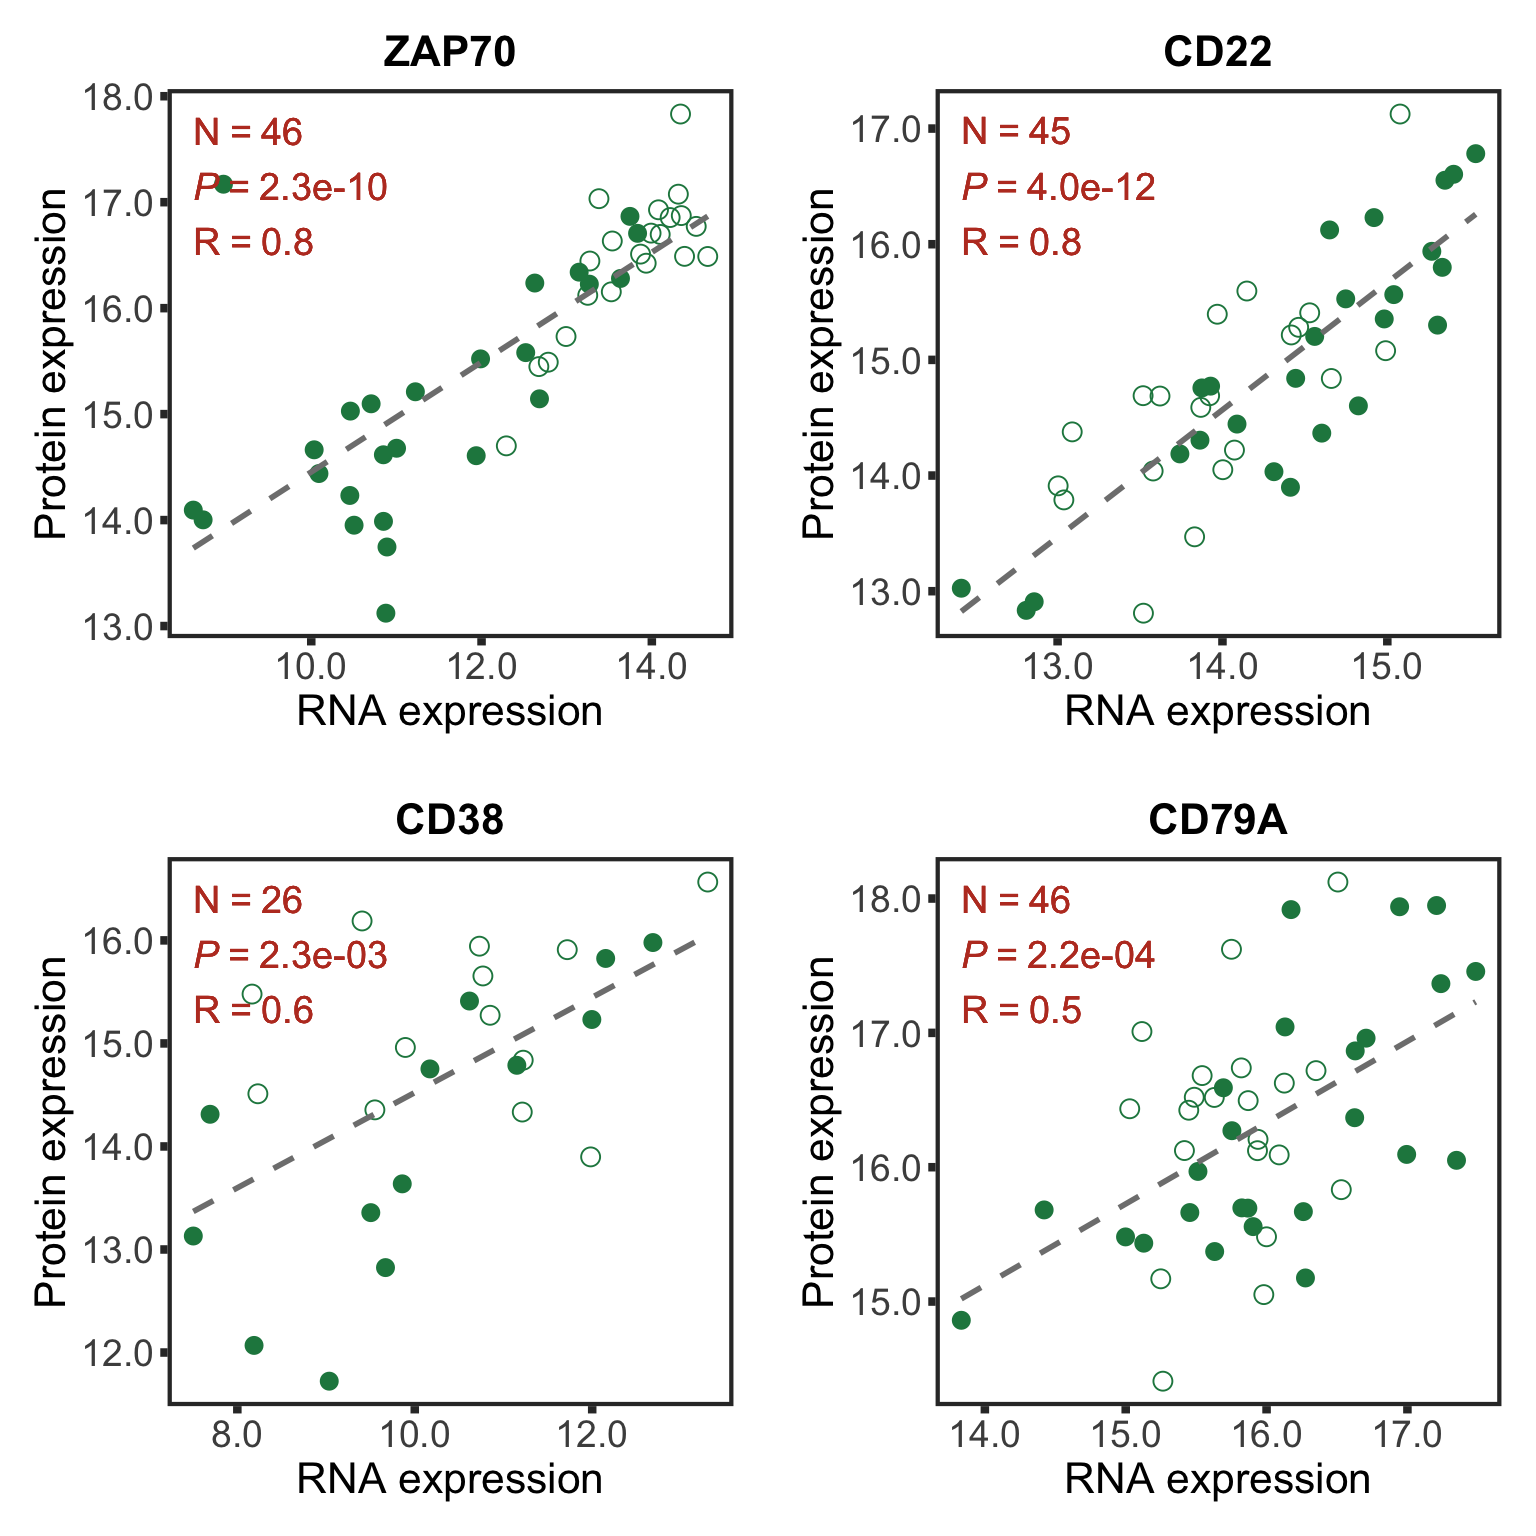 ZAP70
18.0
17.0
16.0
15.0
14.0
13.0
Protein expression
N = 46
P = 2.3e-10
R = 0.8
10.0 12.0 14.0
RNA expression
CD22
17.0
16.0
15.0
14.0
13.0
Protein expression
N = 45
P = 4.0e-12
R = 0.8
13.0 14.0 15.0
RNA expression
CD38
16.0
15.0
14.0
13.0
12.0
Protein expression
N = 26
P = 2.3e-03
R = 0.6
8.0 10.0 12.0
RNA expression
CD79A
18.0
17.0
16.0
15.0
Protein expression
N = 46
P = 2.2e-04
R = 0.5
14.0 15.0 16.0 17.0
RNA expression